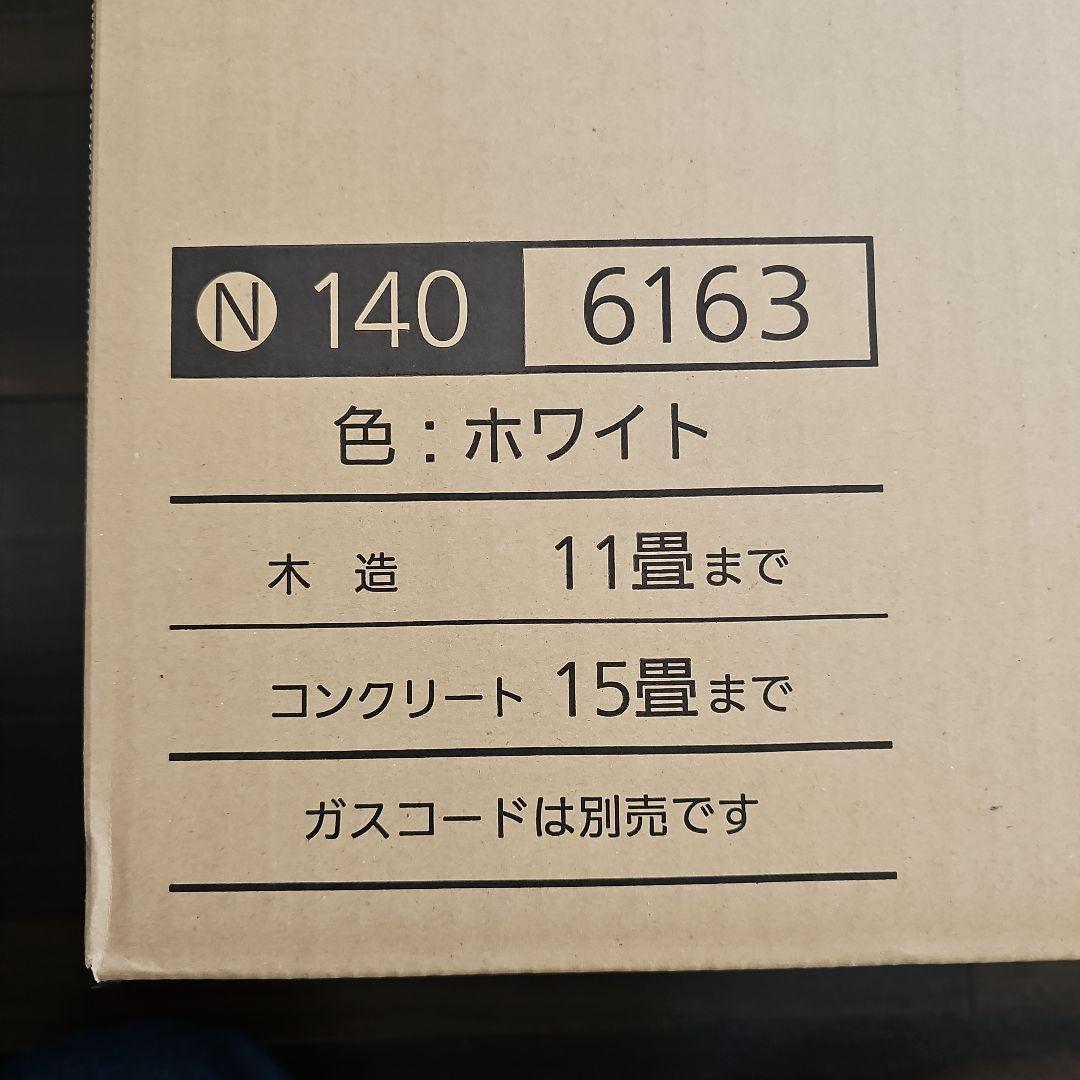 N 140 6163
色:ホワイト
木造 11畳まで
コンクリート 15畳まで
ガスコードは別売です